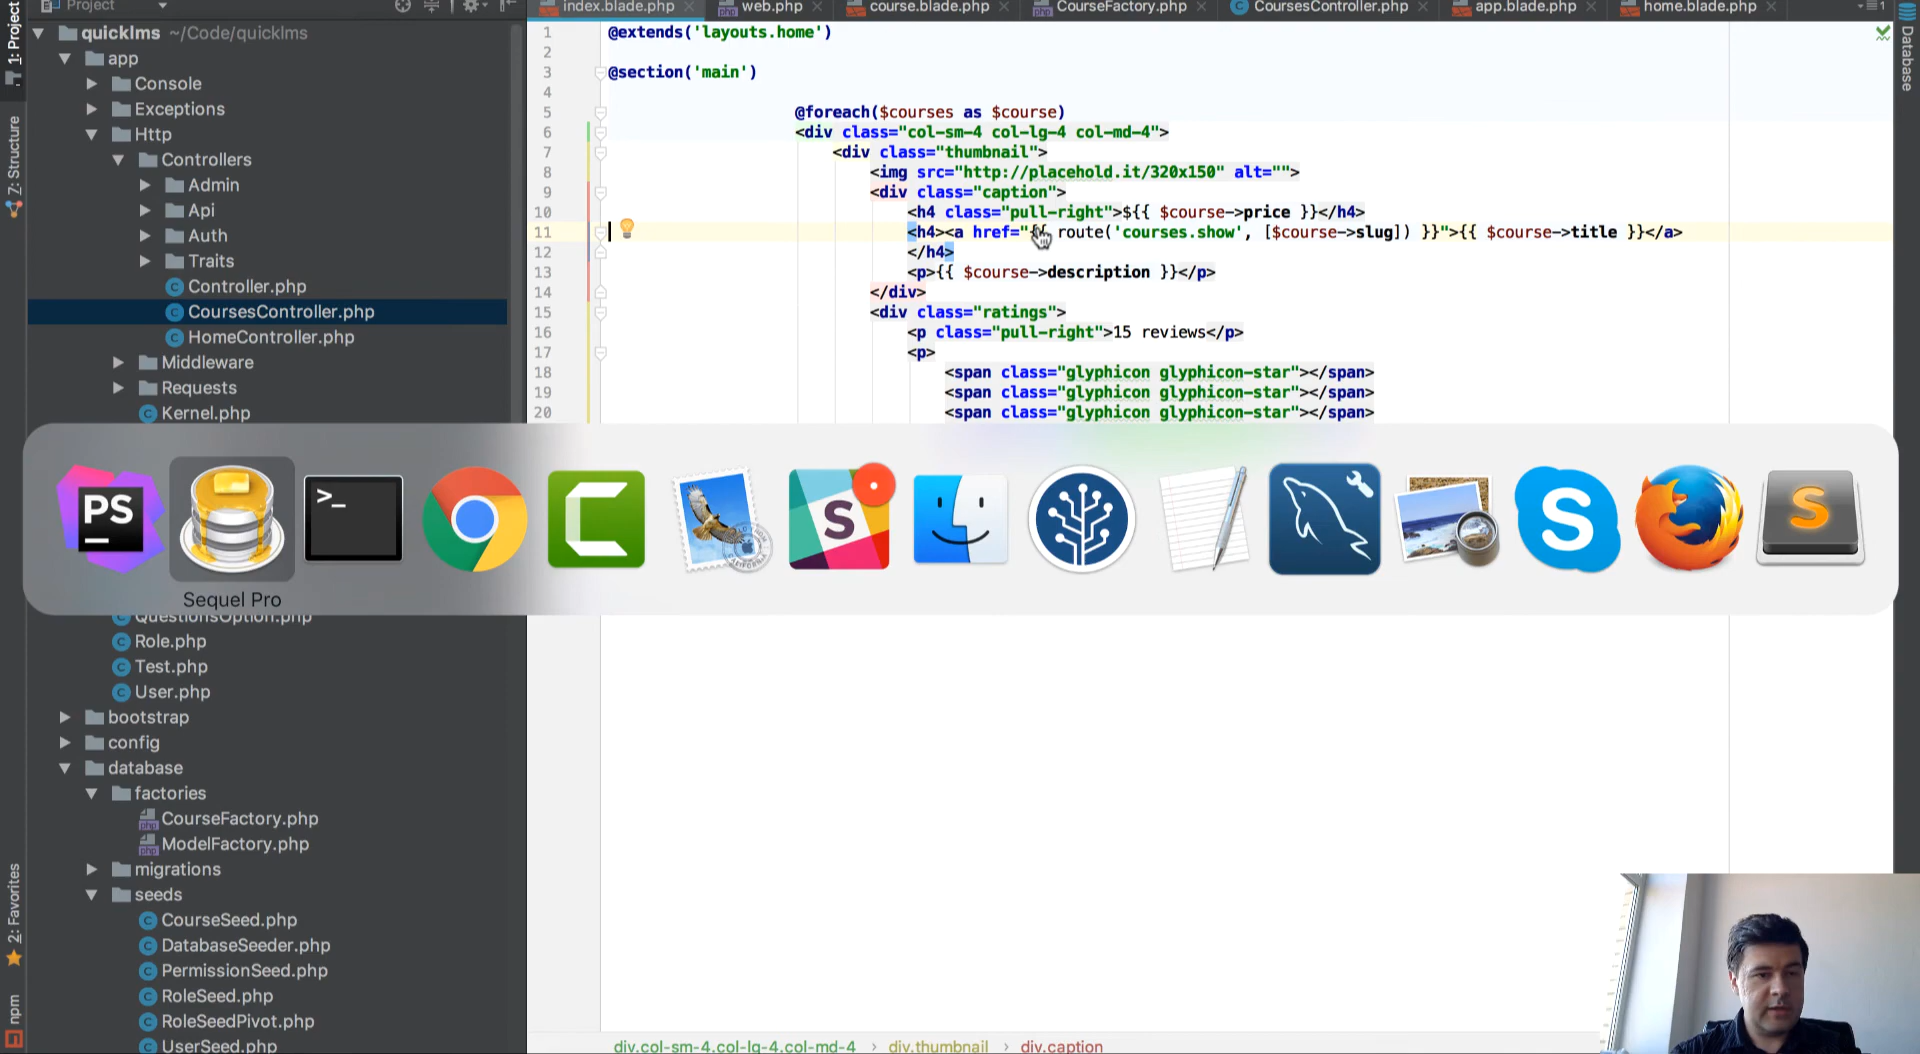 Project
index.blade.php
web.php
course.blade.php
CourseFactory.php
CoursesController.php
app.blade.php
home.blade.php
1: Project
7: Structure
2: Favorites
npm
Database
quicklms ~/Code/quicklms
app
Console
Exceptions
Http
Controllers
Admin
Api
Auth
Traits
Controller.php
CoursesController.php
HomeController.php
Middleware
Requests
Kernel.php
QuestionsOption.php
Role.php
Test.php
User.php
bootstrap
config
database
factories
CourseFactory.php
ModelFactory.php
migrations
seeds
CourseSeed.php
DatabaseSeeder.php
PermissionSeed.php
RoleSeed.php
RoleSeedPivot.php
UserSeed.php
1 @extends('layouts.home')
2
3 @section('main')
4
5 @foreach($courses as $course)
6 <div class="col-sm-4 col-lg-4 col-md-4">
7 <div class="thumbnail">
8 <img src="http://placehold.it/320x150" alt="">
9 <div class="caption">
10 <h4 class="pull-right">${{ $course->price }}</h4>
11 <h4><a href="{{ route('courses.show', [$course->slug]) }}">{{ $course->title }}</a>
12 </h4>
13 <p>{{ $course->description }}</p>
14 </div>
15 <div class="ratings">
16 <p class="pull-right">15 reviews</p>
17 <p>
18 <span class="glyphicon glyphicon-star"></span>
19 <span class="glyphicon glyphicon-star"></span>
20 <span class="glyphicon glyphicon-star"></span>
PS
>_
S
S
S
Sequel Pro
div.col-sm-4.col-lg-4.col-md-4 › div.thumbnail › div.caption